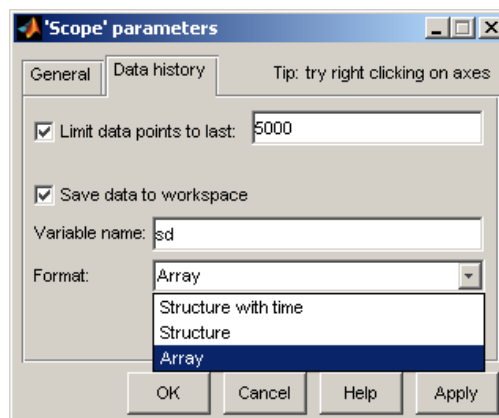 'Scope' parameters
General
Data history
Tip: try right clicking on axes
Limit data points to last:
5000
Save data to workspace
Variable name:
sd
Format:
Array
Structure with time
Structure
Array
OK
Cancel
Help
Apply